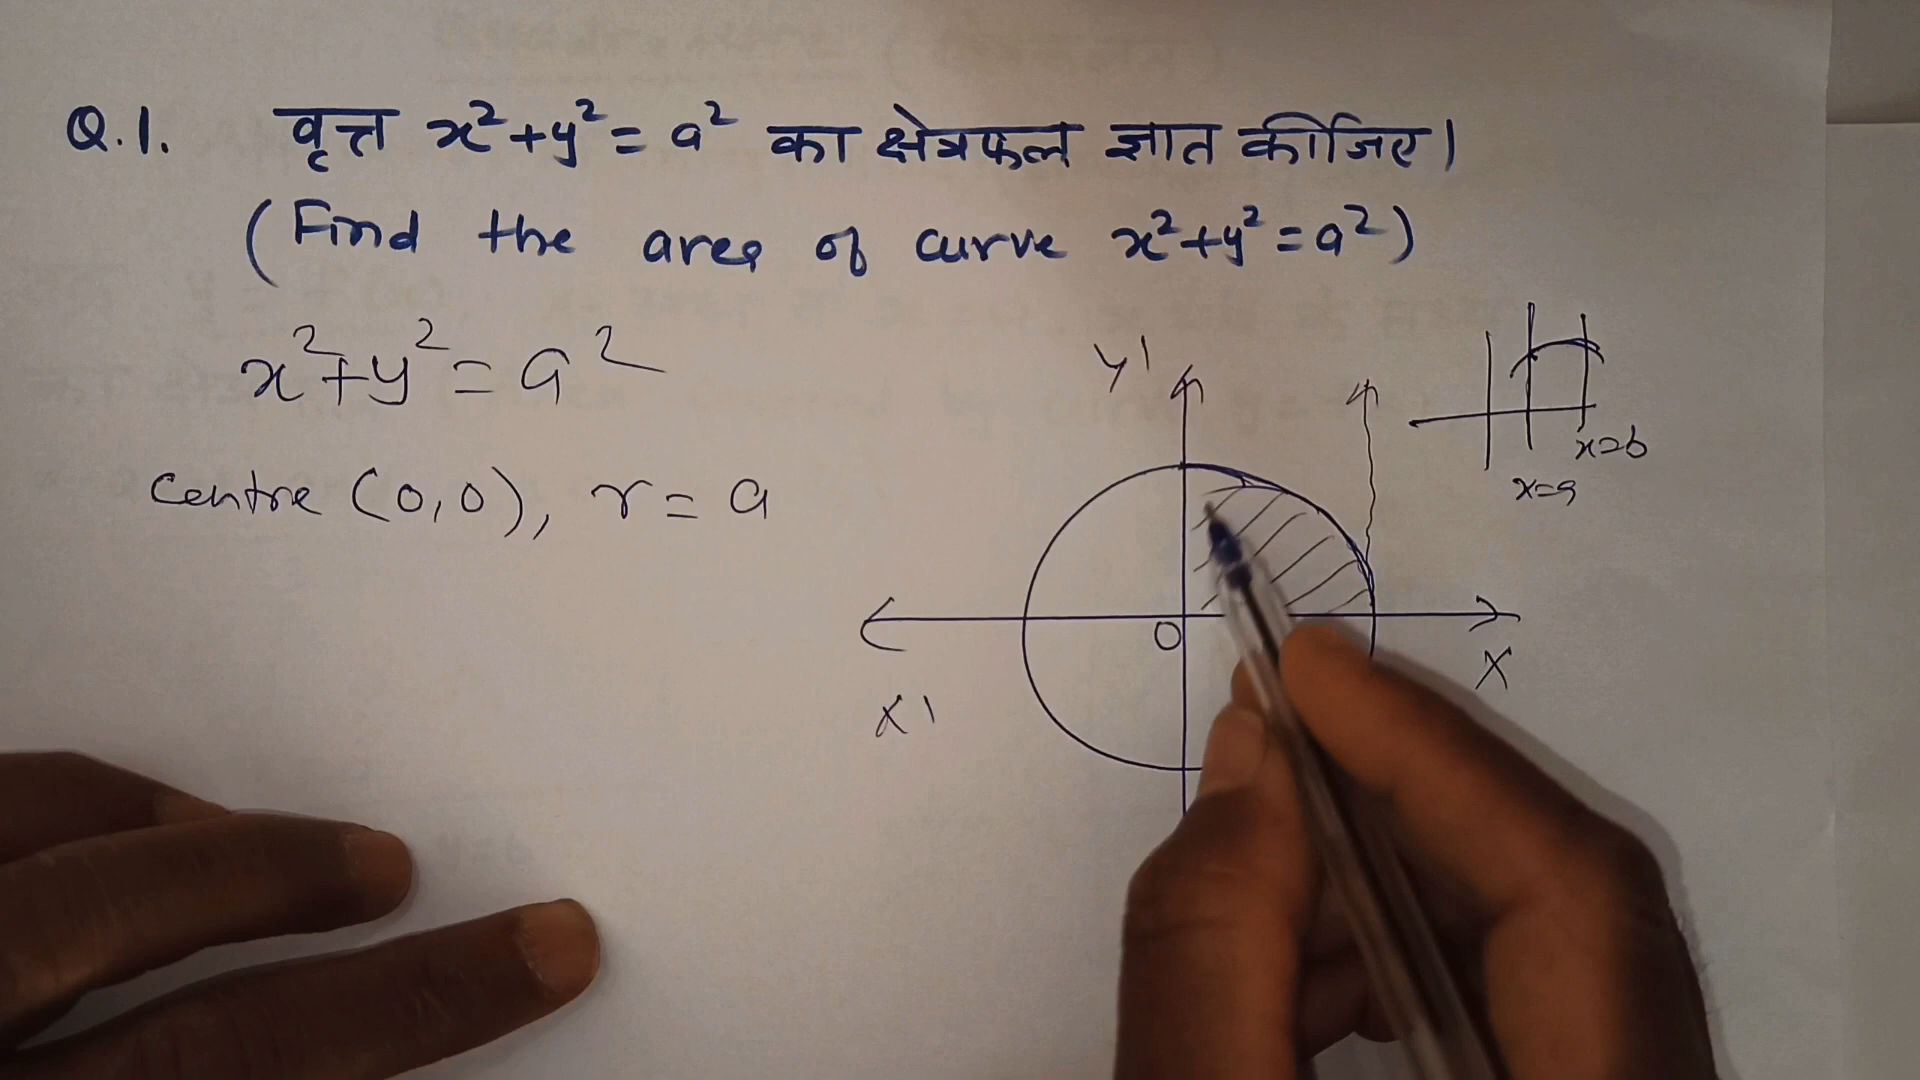 Q.1. वृत्त x²+y²=a² का क्षेत्रफल ज्ञात कीजिए।
(Find the area of curve x²+y²=a²)
x²+y²=a²
Centre (0,0), r=a
Y'
x=b
x=a
O
X
X'